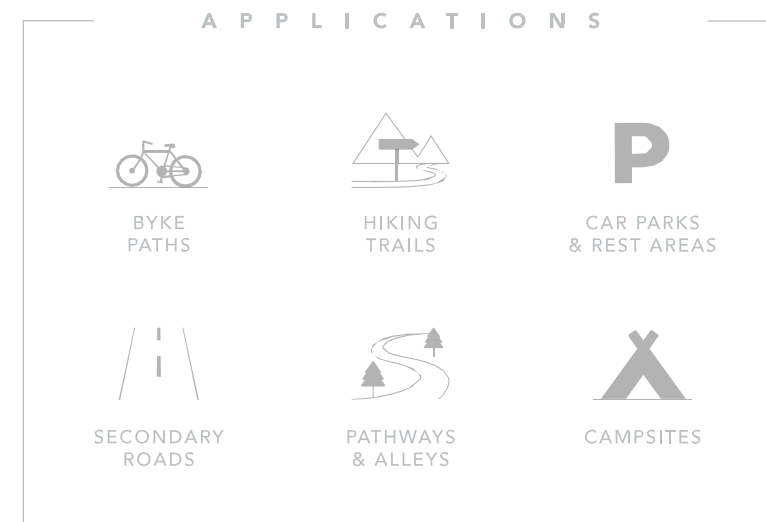 APPLICATIONS
BYKE
PATHS
HIKING
TRAILS
P
CAR PARKS
& REST AREAS
SECONDARY
ROADS
PATHWAYS
& ALLEYS
CAMPSITES